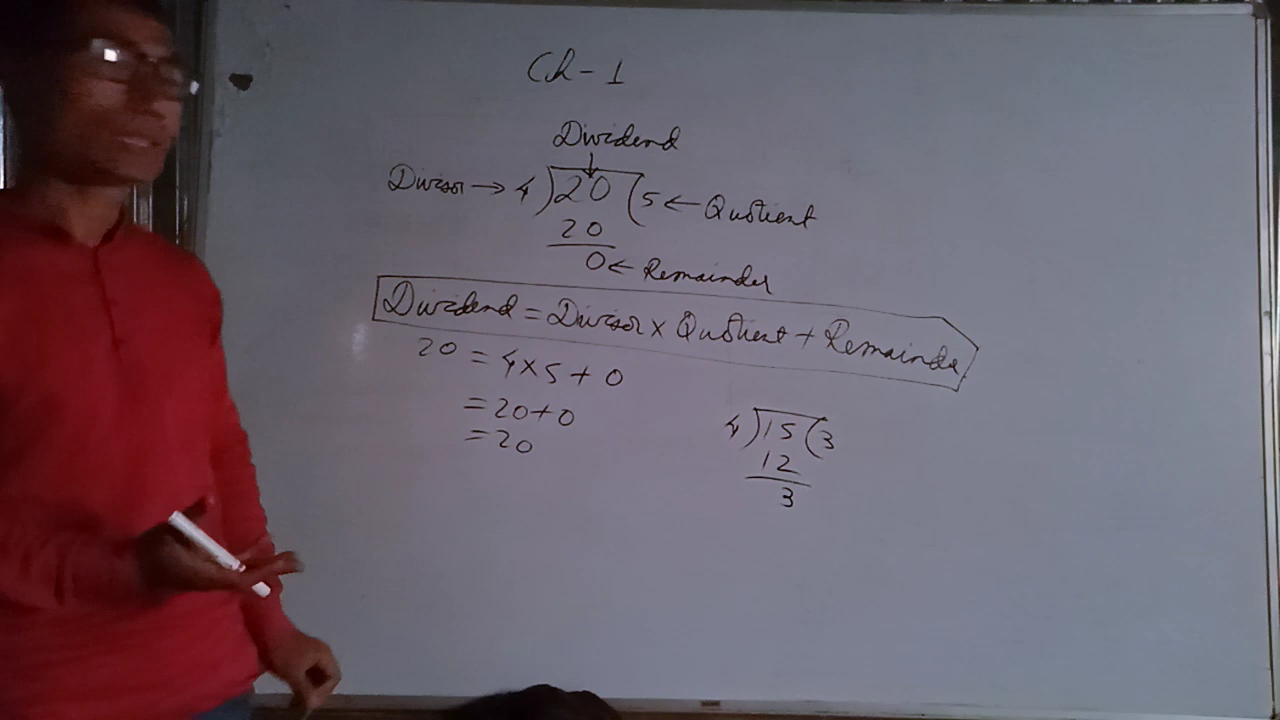 Ch-1
Dividend
↓
Divisor → 4)20(5 ← Quotient
20
0 ← Remainder
Dividend = Divisor × Quotient + Remainde
20 = 4×5+0
= 20+0
= 20
4)15(3
12
3